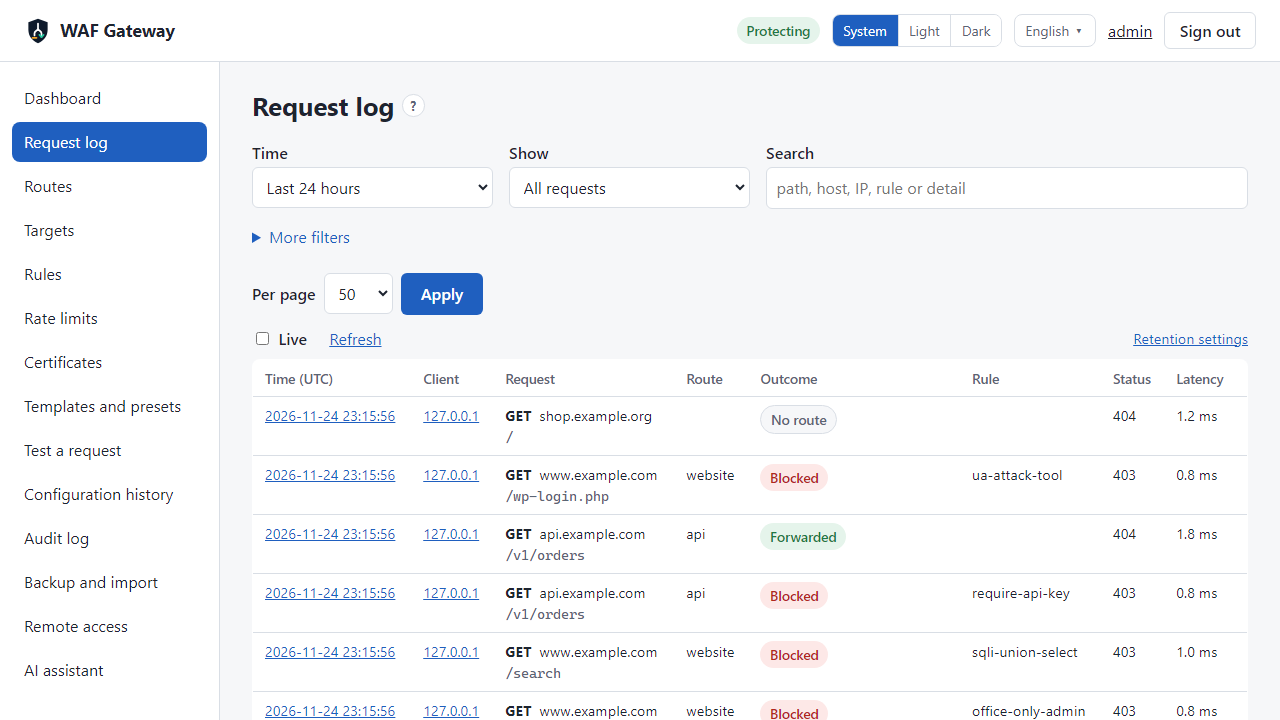 WAF Gateway
Protecting
System Light Dark
English ▾
admin
Sign out
Dashboard
Request log
Routes
Targets
Rules
Rate limits
Certificates
Templates and presets
Test a request
Configuration history
Audit log
Backup and import
Remote access
AI assistant
Request log ?
Time Show Search
Last 24 hours All requests path, host, IP, rule or detail
More filters
Per page 50 Apply
Live Refresh Retention settings
Time (UTC) Client Request Route Outcome Rule Status Latency
2026-11-24 23:15:56 127.0.0.1 GET shop.example.org No route 404 1.2 ms
/
2026-11-24 23:15:56 127.0.0.1 GET www.example.com website Blocked ua-attack-tool 403 0.8 ms
/wp-login.php
2026-11-24 23:15:56 127.0.0.1 GET api.example.com api Forwarded 404 1.8 ms
/v1/orders
2026-11-24 23:15:56 127.0.0.1 GET api.example.com api Blocked require-api-key 403 0.8 ms
/v1/orders
2026-11-24 23:15:56 127.0.0.1 GET www.example.com website Blocked sqli-union-select 403 1.0 ms
/search
2026-11-24 23:15:56 127.0.0.1 GET www.example.com website Blocked office-only-admin 403 0.8 ms